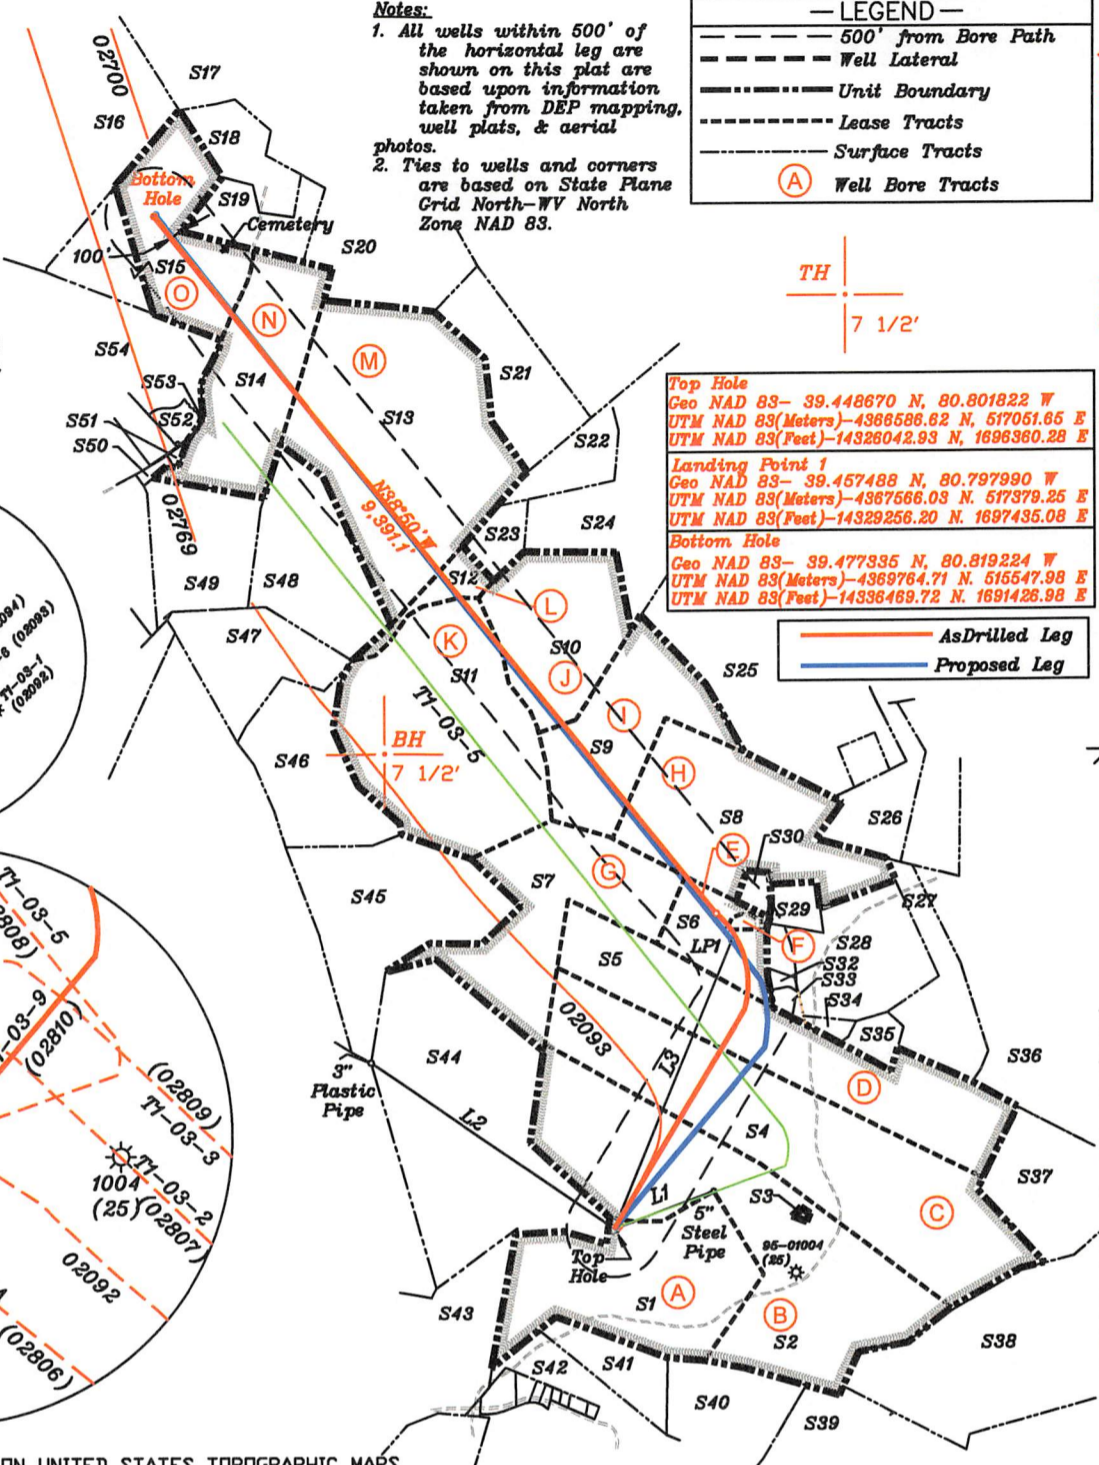 Notes:
1. All wells within 500' of
the horizontal leg are
shown on this plat are
based upon information
taken from DEP mapping,
well plats, & aerial
photos.
2. Ties to wells and corners
are based on State Plane
Grid North-WV North
Zone NAD 83.
— LEGEND —
500' from Bore Path
Well Lateral
Unit Boundary
Lease Tracts
Surface Tracts
A Well Bore Tracts
TH
7 1/2'
Top Hole
Geo NAD 83- 39.448670 N, 80.801822 W
UTM NAD 83(Meters)-4366586.62 N, 517051.65 E
UTM NAD 83(Feet)-14326042.93 N, 1696360.28 E
Landing Point 1
Geo NAD 83- 39.457488 N, 80.797990 W
UTM NAD 83(Meters)-4367566.03 N. 517379.25 E
UTM NAD 83(Feet)-14329256.20 N. 1697435.08 E
Bottom Hole
Geo NAD 83- 39.477335 N, 80.819224 W
UTM NAD 83(Meters)-4369764.71 N. 515547.98 E
UTM NAD 83(Feet)-14336469.72 N. 1691426.98 E
AsDrilled Leg
Proposed Leg
02700
S17
S16
S18
Bottom
Hole
S19
Cemetery
S20
100'
S15
O
N
M
S54
S53
S14
S13
S21
S51
S52
S50
S22
02769
N38°50' W
9,391.1'
S23
S24
S49
S48
S12
L
S47
K
S10
S11
J
S25
T1-03-5
I
BH
7 1/2'
S46
S9
H
S8
S30
S26
E
G
S7
S45
S27
S29
S6
LP1
F
S28
S5
S32
S33
S34
02093
S35
S36
S44
L3
D
3"
Plastic
Pipe
L2
S4
S37
L1
S3
C
5"
Steel
Pipe
95-01004
(25)
Top
Hole
S1
A
B
S2
S43
S38
S42
S41
S40
S39
6 (02093)
T1-03-1
(02092)
T1-03-5
03-9
(02810)
(02809)
T1-03-3
1004
(25)
T1-03-2
(02807)
02092
(02806)
ON UNITED STATES TOPOGRAPHIC MAPS